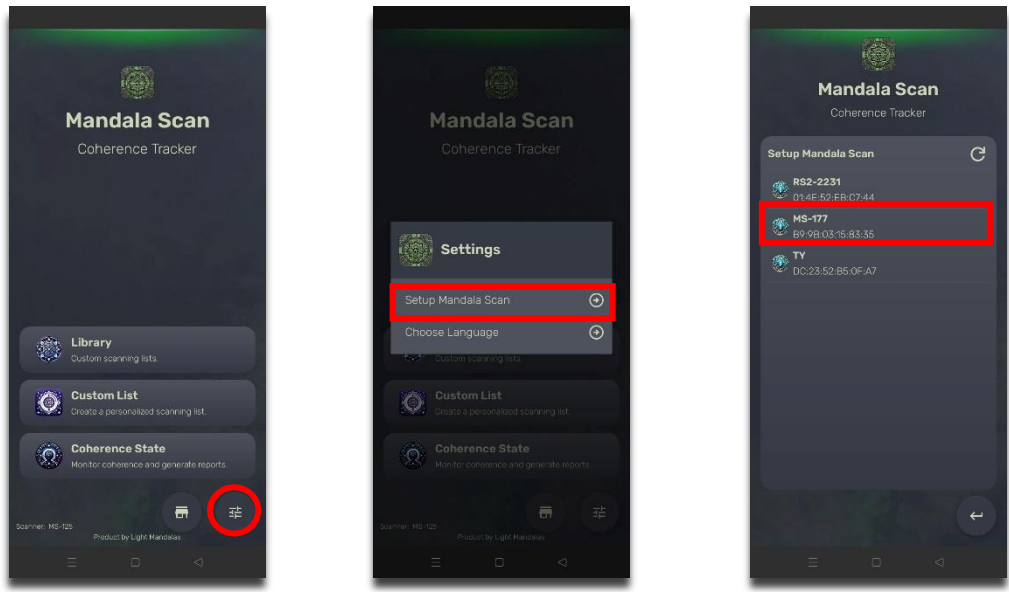 Mandala Scan
Coherence Tracker
Library
Custom scanning lists.
Custom List
Create a personalized scanning list.
Coherence State
Monitor coherence and generate reports.
Scanner: MS-125
Product by Light Mandalas
Mandala Scan
Coherence Tracker
Settings
Setup Mandala Scan
Choose Language
Custom scanning lists.
Custom List
Create a personalized scanning list.
Coherence State
Monitor coherence and generate reports.
Scanner: MS-125
Product by Light Mandalas
Mandala Scan
Coherence Tracker
Setup Mandala Scan
RS2-2231
01:4E:52:EB:C7:44
MS-177
B9:9B:03:15:83:35
TY
DC:23:52:B5:0F:A7